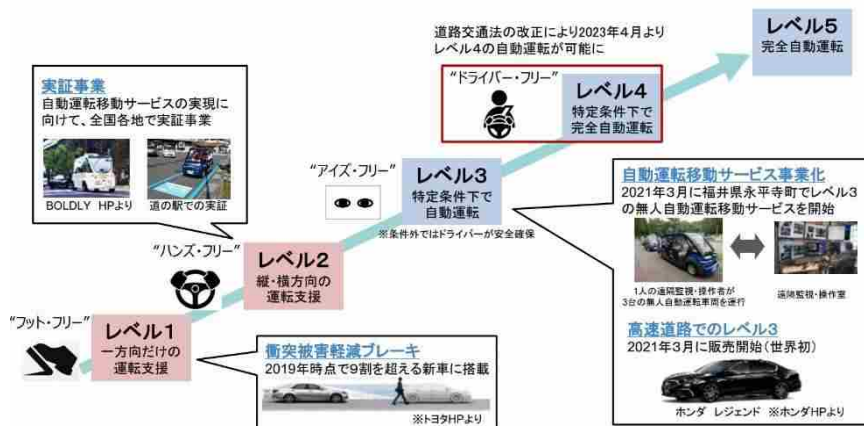 道路交通法の改正により2023年4月より
レベル4の自動運転が可能に
レベル5
完全自動運転
“ドライバー・フリー”
レベル4
特定条件下で
完全自動運転
実証事業
自動運転移動サービスの実現に
向けて、全国各地で実証事業
BOLDLY HPより
道の駅での実証
“アイズ・フリー”
レベル3
特定条件下で
自動運転
※条件外ではドライバーが安全確保
自動運転移動サービス事業化
2021年3月に福井県永平寺町でレベル3
の無人自動運転移動サービスを開始
1人の遠隔監視・操作者が
3台の無人自動運転車両を運行
遠隔監視・操作室
高速道路でのレベル3
2021年3月に販売開始(世界初)
ホンダ レジェンド ※ホンダHPより
“ハンズ・フリー”
レベル2
縦・横方向の
運転支援
“フット・フリー”
レベル1
一方向だけの
運転支援
衝突被害軽減ブレーキ
2019年時点で9割を超える新車に搭載
※トヨタHPより